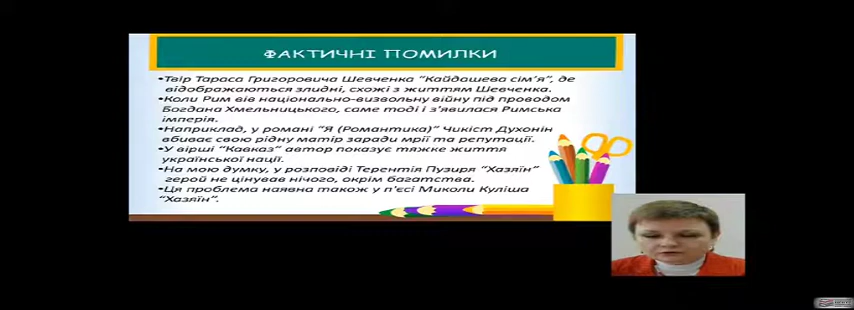 ФАКТИЧНІ ПОМИЛКИ
•Твір Тараса Григоровича Шевченка “Кайдашева сім’я”, де
відображаються злидні, схожі з життям Шевченка.
•Коли Рим вів національно-визвольну війну під проводом
Богдана Хмельницького, саме тоді і з’явилася Римська
імперія.
•Наприклад, у романі “Я (Романтика)” Чикіст Духонін
вбиває свою рідну матір заради мрії та репутації.
•У вірші “Кавказ” автор показує тяжке життя
української нації.
•На мою думку, у розповіді Терентія Пузиря “Хазяїн”
герой не цінував нічого, окрім багатства.
•Ця проблема наявна також у п’єсі Миколи Куліша
“Хазяїн”.